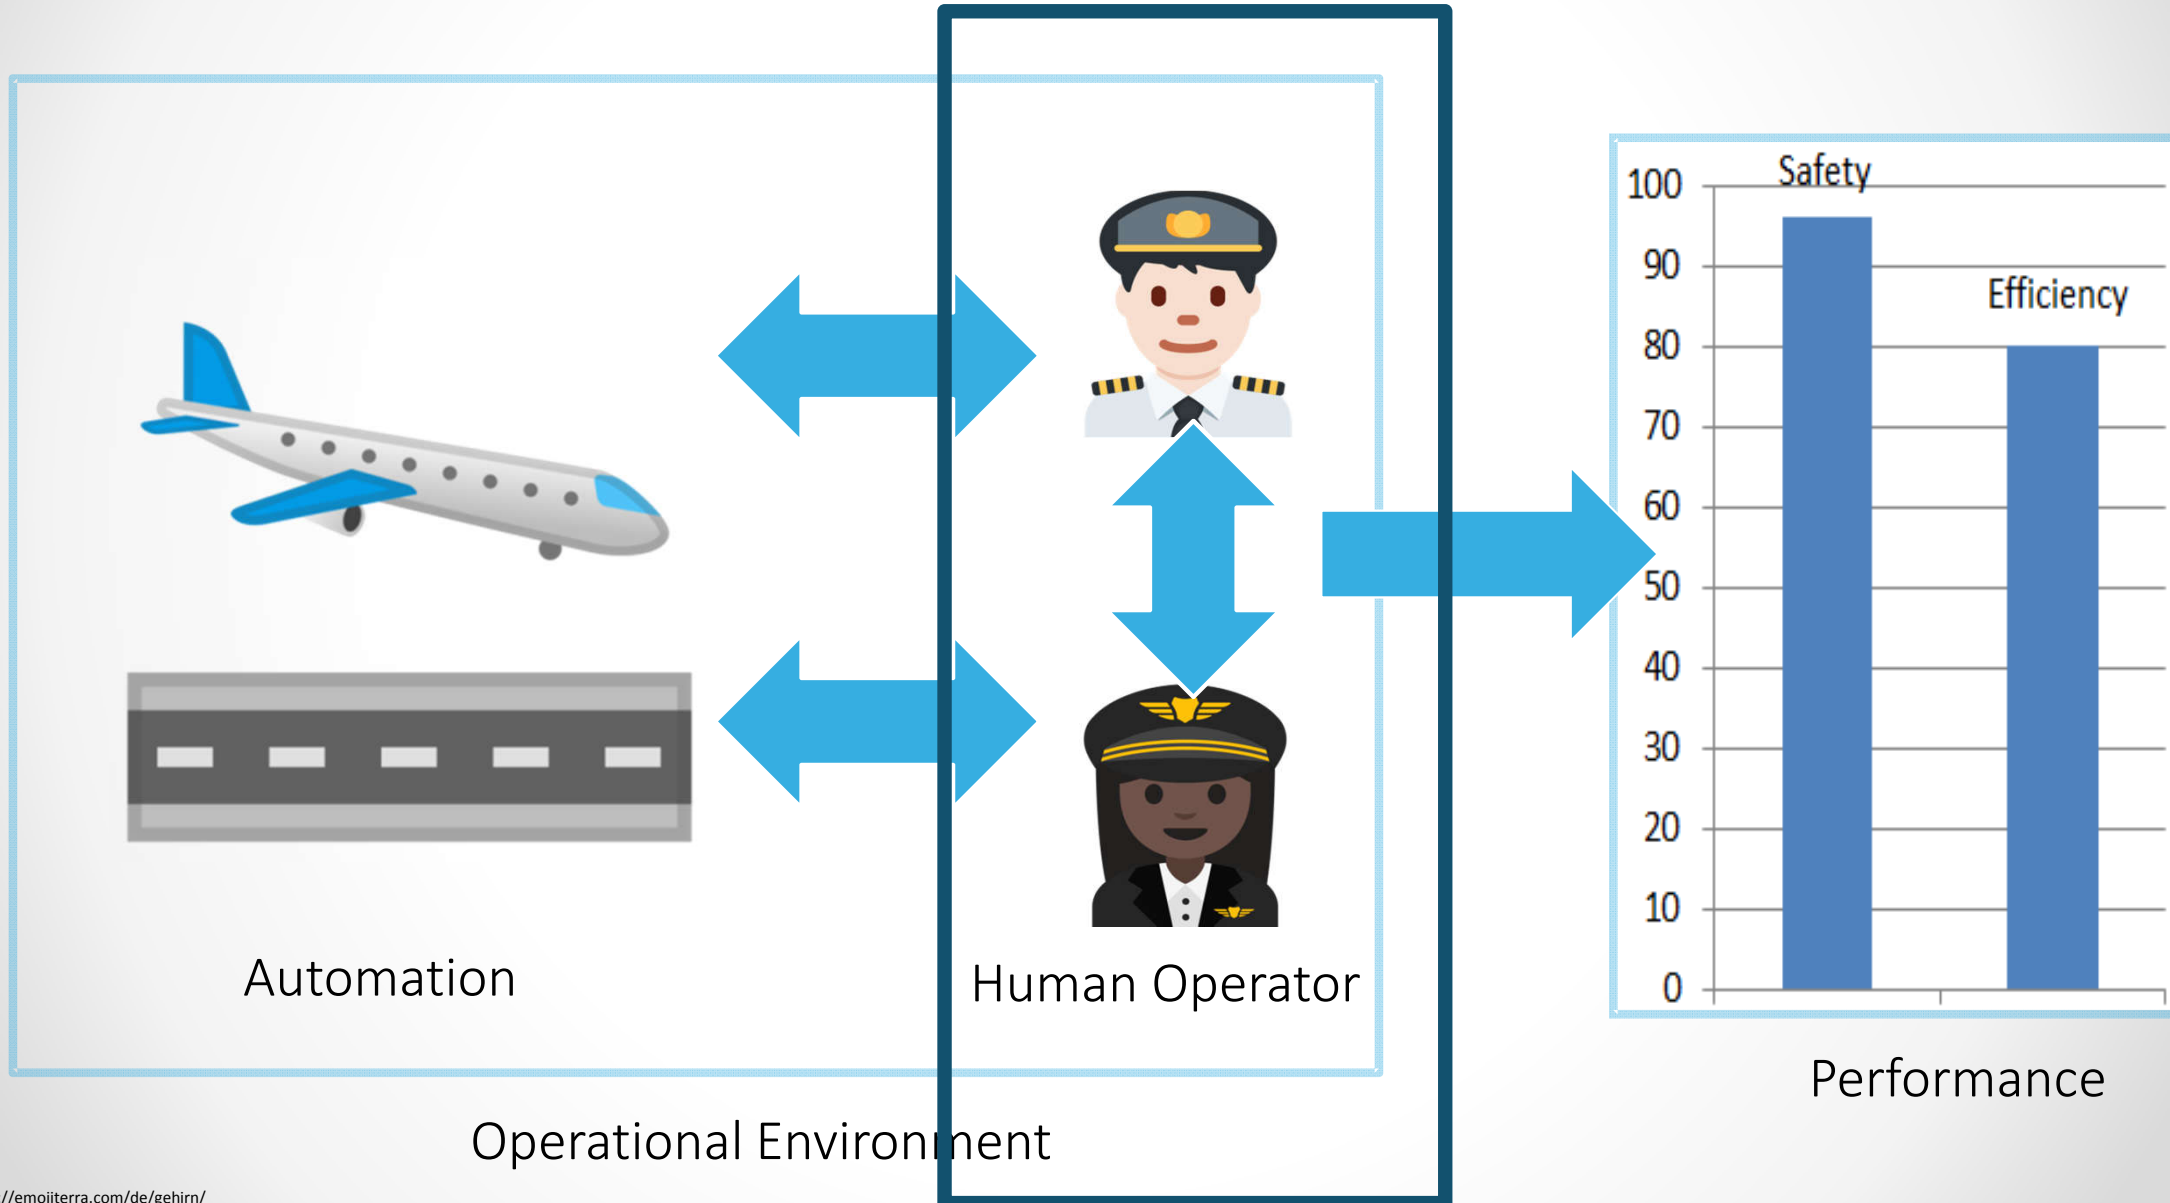 Safety
Efficiency
100
90
80
70
60
50
40
30
20
10
0
Automation
Human Operator
Performance
Operational Environment
://emojiterra.com/de/gehirn/